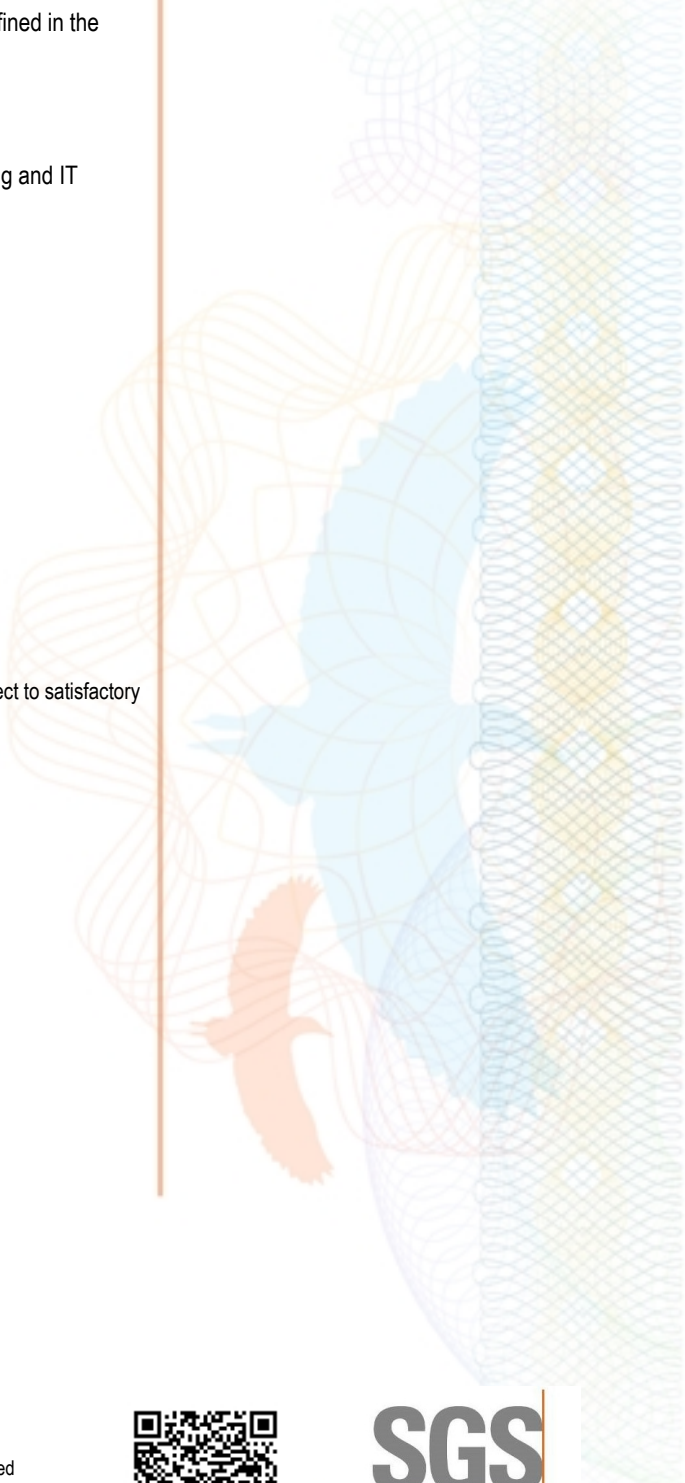 fined in the
g and IT
ect to satisfactory
ed
SGS